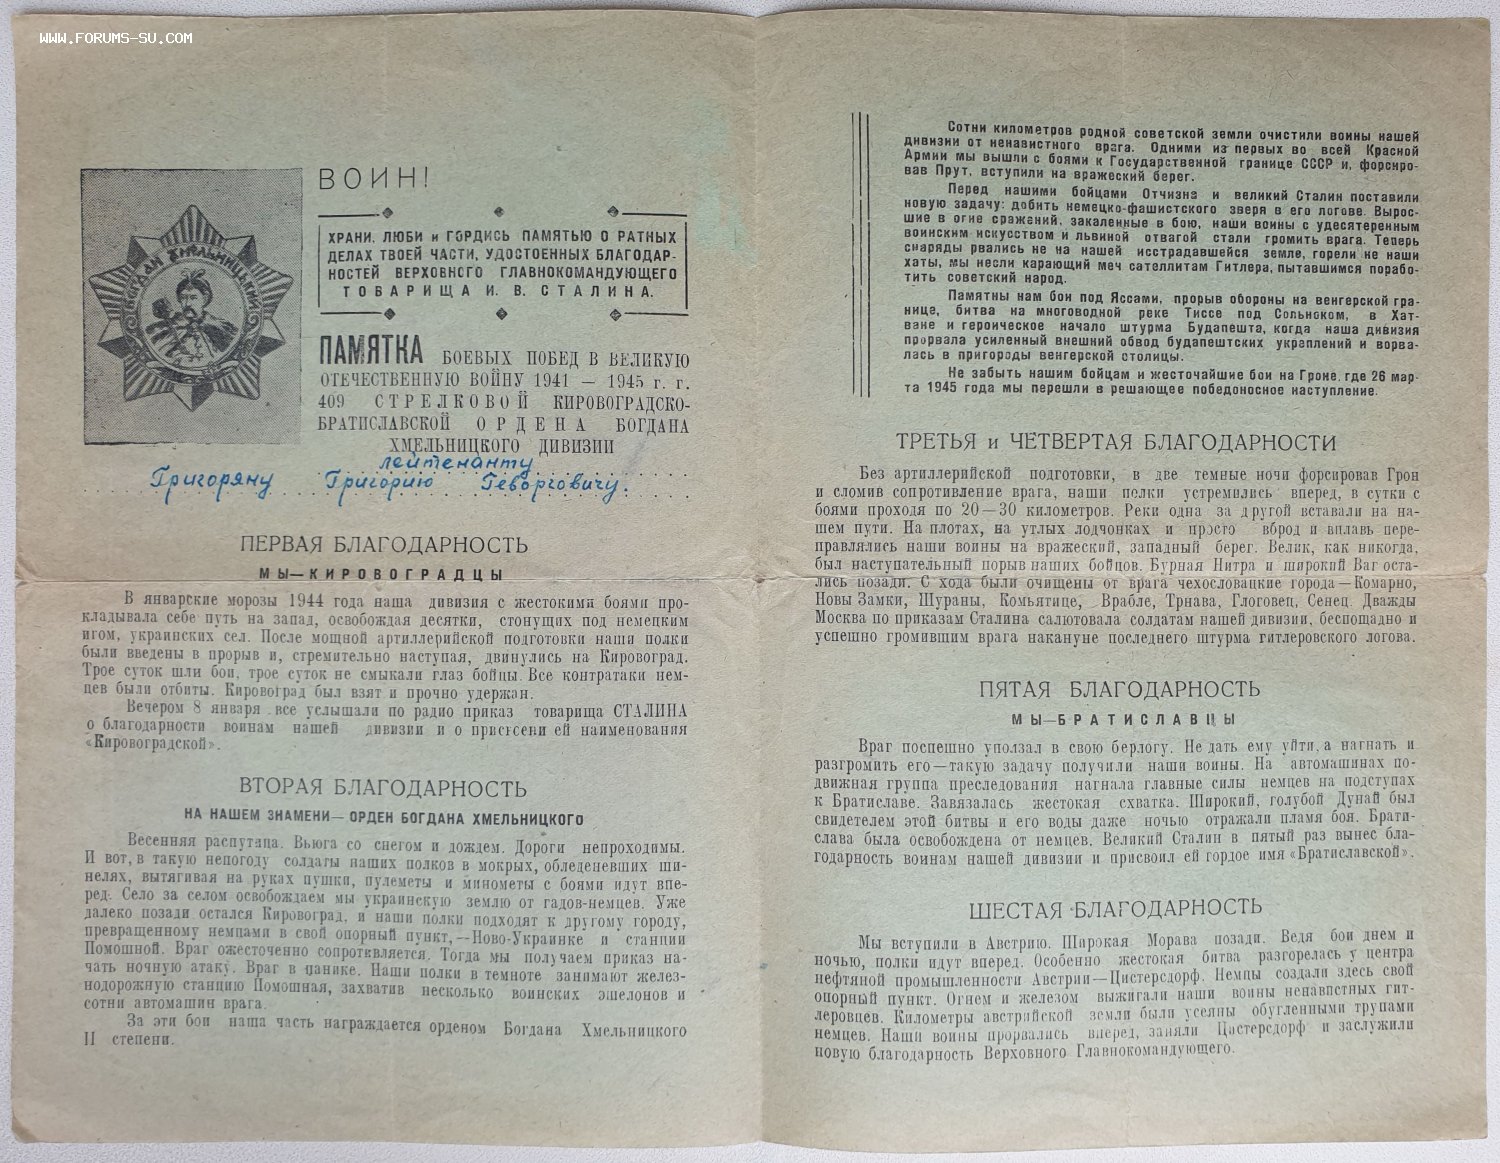 WWW.FORUMS-SU.COM
БОГДАН ХМЕЛЬНИЦКИЙ
ВОИН!
ХРАНИ, ЛЮБИ и ГОРДИСЬ ПАМЯТЬЮ О РАТНЫХ
ДЕЛАХ ТВОЕЙ ЧАСТИ, УДОСТОЕННЫХ БЛАГОДАР-
НОСТЕЙ ВЕРХОВНОГО ГЛАВНОКОМАНДУЮЩЕГО
ТОВАРИЩА И. В. СТАЛИНА.
ПАМЯТКА БОЕВЫХ ПОБЕД В ВЕЛИКУЮ
ОТЕЧЕСТВЕННУЮ ВОЙНУ 1941 — 1945 г. г.
409 СТРЕЛКОВОЙ КИРОВОГРАДСКО-
БРАТИСЛАВСКОЙ ОРДЕНА БОГДАНА
ХМЕЛЬНИЦКОГО ДИВИЗИИ
лейтенанту
Григоряну Григорию Геворговичу.
ПЕРВАЯ БЛАГОДАРНОСТЬ
МЫ—КИРОВОГРАДЦЫ
В январские морозы 1944 года наша дивизия с жестокими боями про-
кладывала себе путь на запад, освобождая десятки, стонущих под немецким
игом, украинских сел. После мощной артиллерийской подготовки наши полки
были введены в прорыв и, стремительно наступая, двинулись на Кировоград.
Трое суток шли бои, трое суток не смыкали глаз бойцы. Все контратаки нем-
цев были отбиты. Кировоград был взят и прочно удержан.
Вечером 8 января все услышали по радио приказ товарища СТАЛИНА
о благодарности воинам нашей дивизии и о присвсени ей наименования
«Кировоградской».
ВТОРАЯ БЛАГОДАРНОСТЬ
НА НАШЕМ ЗНАМЕНИ— ОРДЕН БОГДАНА ХМЕЛЬНИЦКОГО
Весенняя распутица. Вьюга со снегом и дождем. Дороги непроходимы.
И вот, в такую непогоду солдаты наших полков в мокрых, обледеневших ши-
нелях, вытягивая на руках пушки, пулеметы и минометы с боями идут впе-
ред. Село за селом освобождаем мы украинскую землю от гадов-немцев. Уже
далеко позади остался Кировоград, и наши полки подходят к другому городу,
превращенному немцами в свой опорный пункт,—Ново-Украинке и станции
Помошной. Враг ожесточенно сопротивляется. Тогда мы получаем приказ на-
чать ночную атаку. Враг в панике. Наши полки в темноте занимают желез-
нодорожную станцию Помошная, захватив несколько воинских эшелонов и
сотни автомашин врага.
За эти бои наша часть награждается орденом Богдана Хмельницкого
II степени.
Сотни километров родной советской земли очистили воины нашей
дивизии от ненавистного врага. Одними из первых во всей Красной
Армии мы вышли с боями к Государственной границе СССР и, форсиро-
вав Прут, вступили на вражеский берег.
Перед нашими бойцами Отчизна и великий Сталин поставили
новую задачу: добить немецко-фашистского зверя в его логове. Вырос-
шие в огне сражений, закаленные в бою, наши воины с удесятеренным
воинским искусством и львиной отвагой стали громить врага. Теперь
снаряды рвались не на нашей исстрадавшейся земле, горели не наши
хаты, мы несли карающий меч сателлитам Гитлера, пытавшимся порабо-
тить советский народ.
Памятны нам бои под Яссами, прорыв обороны на венгерской гра-
нице, битва на многоводной реке Тиссе под Сольноком, в Хат-
ване и героическое начало штурма Будапешта, когда наша дивизия
прорвала усиленный внешний обвод будапештских укреплений и ворва-
лась в пригороды венгерской столицы.
Не забыть нашим бойцам и жесточайшие бои на Гроне, где 26 мар-
та 1945 года мы перешли в решающее победоносное наступление.
ТРЕТЬЯ и ЧЕТВЕРТАЯ БЛАГОДАРНОСТИ
Без артиллерийской подготовки, в две темные ночи форсировав Грон
и сломив сопротивление врага, наши полки устремились вперед, в сутки с
боями проходя по 20—30 километров. Реки одна за другой вставали на на-
шем пути. На плотах, на утлых лодчонках и просто вброд и вплавь пере-
правлялись наши воины на вражеский, западный берег. Велик, как никогда,
был наступательный порыв наших бойцов. Бурная Нитра и широкий Ваг оста-
лись позади. С хода были очищены от врага чехословацкие города—Комарно,
Новы Замки, Шураны, Комьятице, Врабле, Трнава, Глоговец, Сенец. Дважды
Москва по приказам Сталина салютовала солдатам нашей дивизии, беспощадно и
успешно громившим врага накануне последнего штурма гитлеровского логова.
ПЯТАЯ БЛАГОДАРНОСТЬ
МЫ—БРАТИСЛАВЦЫ
Враг поспешно уползал в свою берлогу. Не дать ему уйти, а нагнать и
разгромить его—такую задачу получили наши воины. На автомашинах по-
движная группа преследования нагнала главные силы немцев на подступах
к Братиславе. Завязалась жестокая схватка. Широкий, голубой Дунай был
свидетелем этой битвы и его воды даже ночью отражали пламя боя. Брати-
слава была освобождена от немцев. Великий Сталин в пятый раз вынес бла-
годарность воинам нашей дивизии и присвоил ей гордое имя «Братиславской».
ШЕСТАЯ БЛАГОДАРНОСТЬ
Мы вступили в Австрию. Широкая Морава позади. Ведя бои днем и
ночью, полки идут вперед. Особенно жестокая битва разгорелась у центра
нефтяной промышленности Австрии—Цистерсдорф. Немцы создали здесь свой
опорный пункт. Огнем и железом выжигали наши воины ненавистных гит-
леровцев. Километры австрийской земли были усеяны обугленными трупами
немцев. Наши воины прорвались вперед, заняли Цистерсдорф и заслужили
новую благодарность Верховного Главнокомандующего.